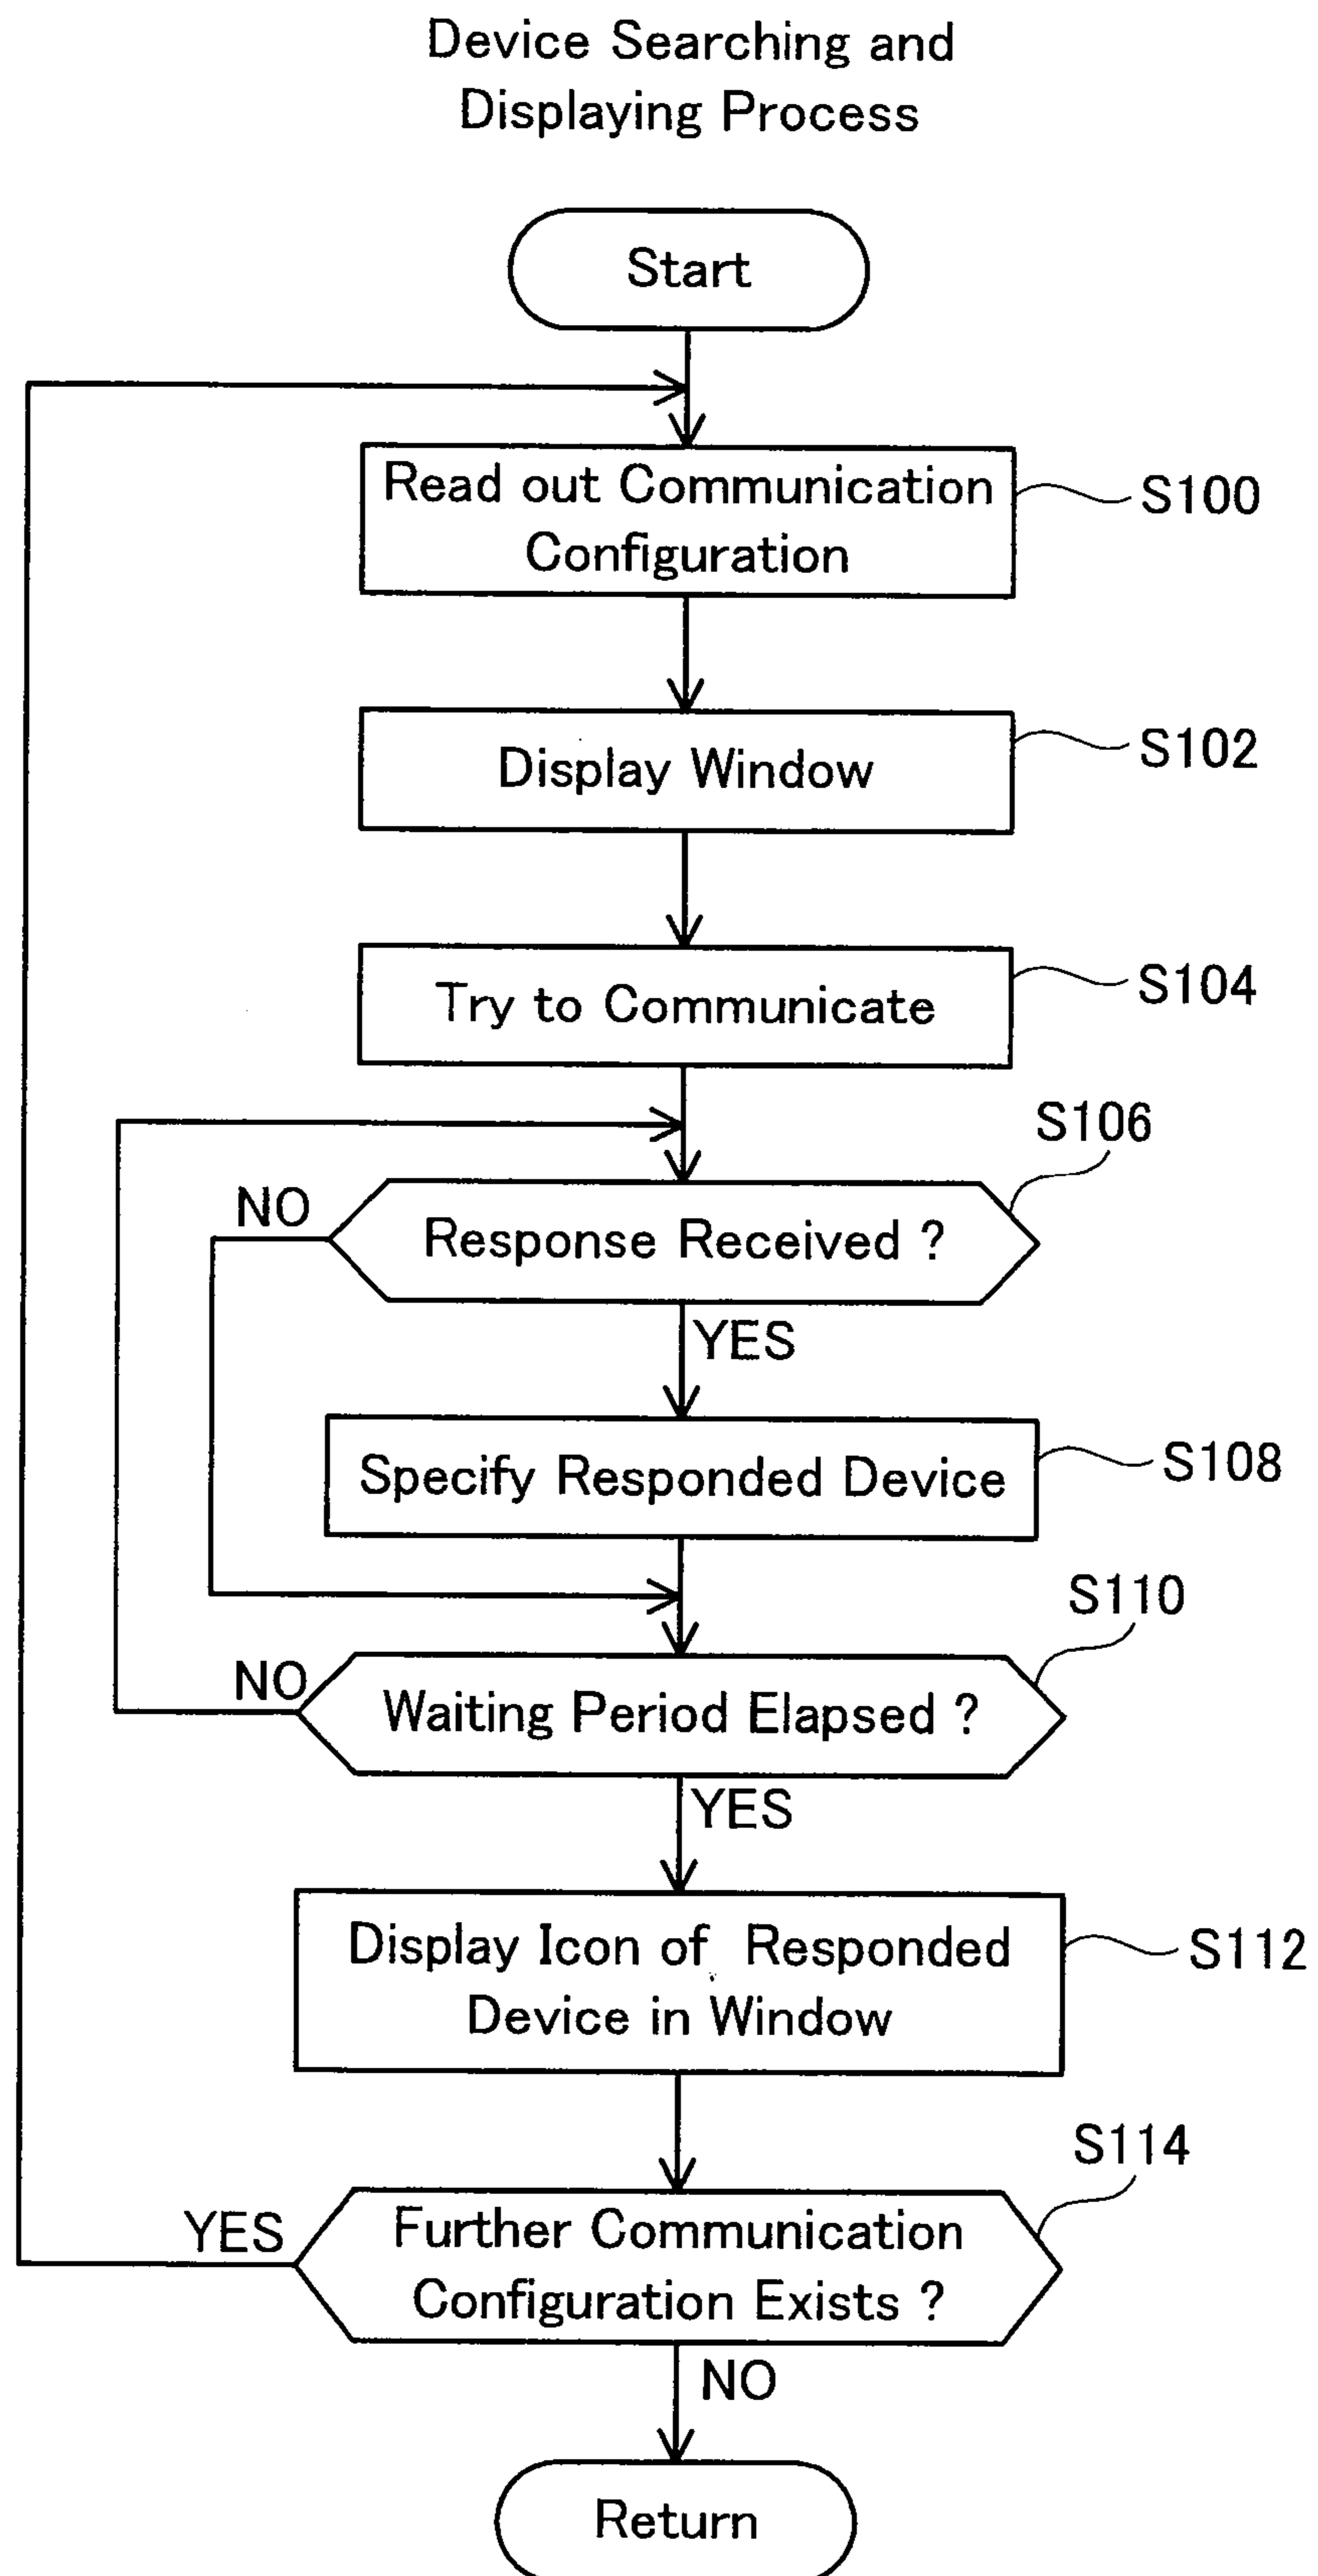 Device Searching and
Displaying Process
Start
Read out Communication
Configuration
S100
Display Window
S102
Try to Communicate
S104
S106
NO
Response Received ?
YES
Specify Responded Device
S108
S110
NO
Waiting Period Elapsed ?
YES
Display Icon of Responded
Device in Window
S112
S114
YES
Further Communication
Configuration Exists ?
NO
Return